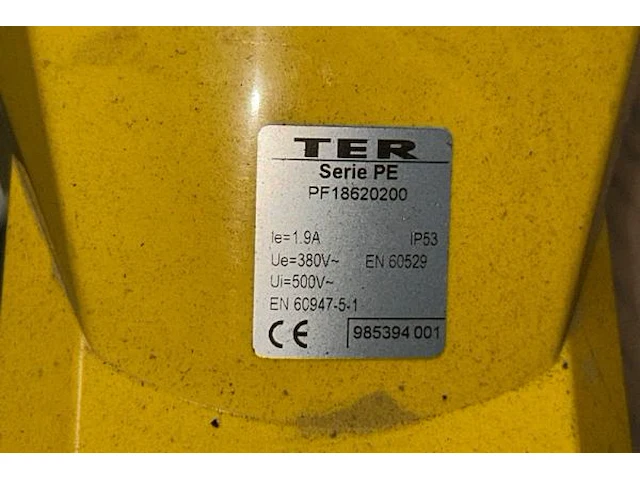 TER
Serie PE
PF18620200
Ie=1.9A IP53
Ue=380V~ EN 60529
Ui=500V~
EN 60947-5-1
CE 985394 001